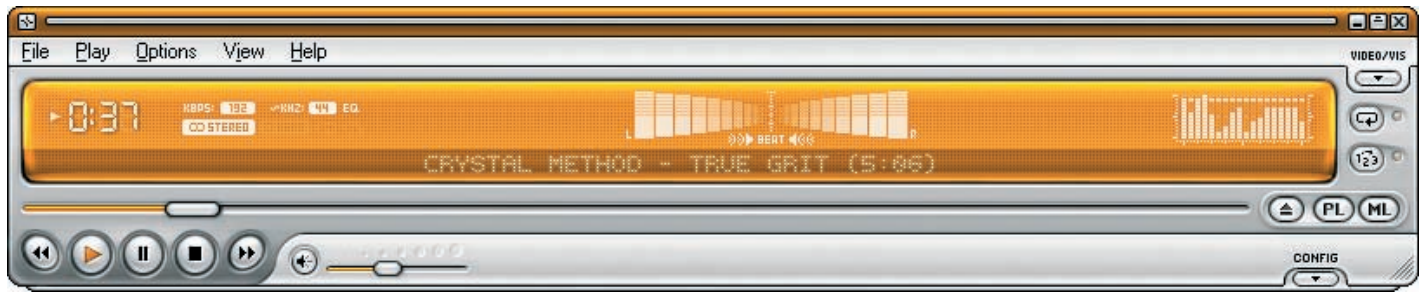 File Play Options View Help
VIDEO/VIS
0:37 KBPS: 192 KHZ: 44 EQ
STEREO
L R
BEAT
CRYSTAL METHOD - TRUE GRIT (5:06)
123
PL ML
CONFIG